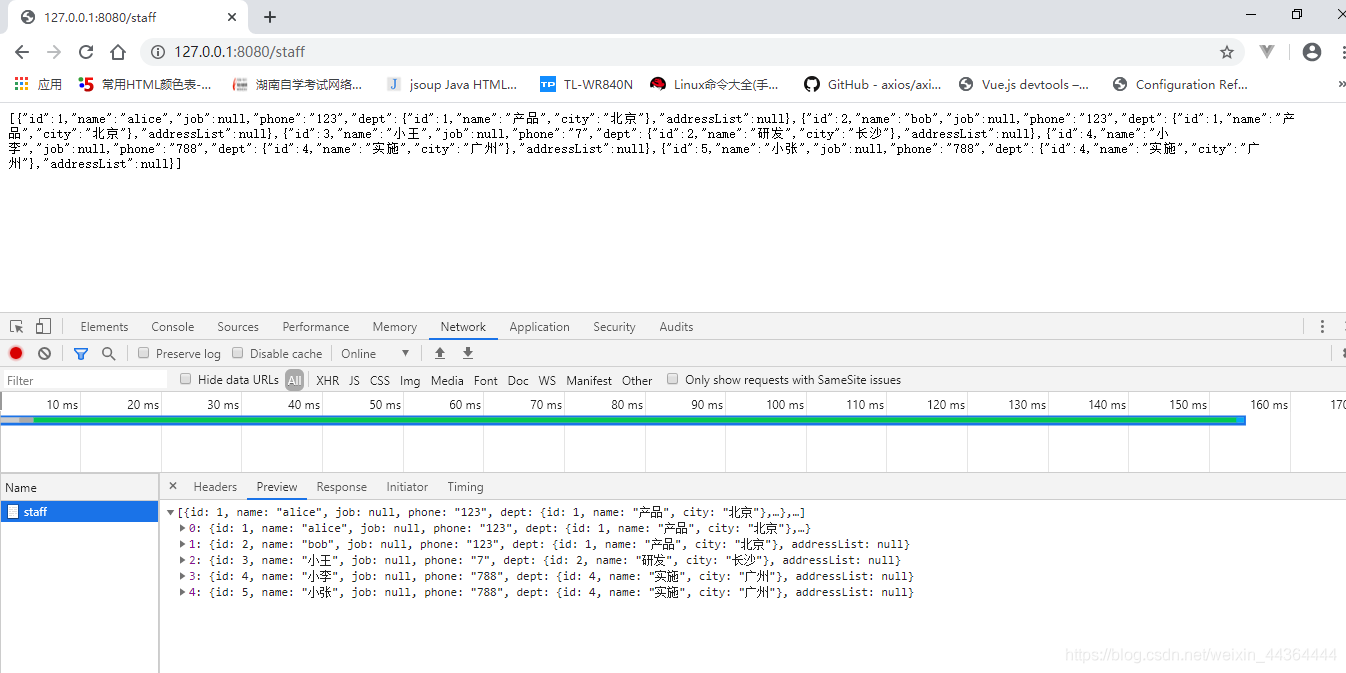 127.0.0.1:8080/staff
127.0.0.1:8080/staff
应用 常用HTML颜色表-... 湖南自学考试网络... jsoup Java HTML... TP TL-WR840N Linux命令大全(手... GitHub - axios/axi... Vue.js devtools –... Configuration Ref... »
[{"id":1,"name":"alice","job":null,"phone":"123","dept":{"id":1,"name":"产品","city":"北京"},"addressList":null},{"id":2,"name":"bob","job":null,"phone":"123","dept":{"id":1,"name":"产
品","city":"北京"},"addressList":null},{"id":3,"name":"小王","job":null,"phone":"7","dept":{"id":2,"name":"研发","city":"长沙"},"addressList":null},{"id":4,"name":"小
李","job":null,"phone":"788","dept":{"id":4,"name":"实施","city":"广州"},"addressList":null},{"id":5,"name":"小张","job":null,"phone":"788","dept":{"id":4,"name":"实施","city":"广
州"},"addressList":null}]
Elements Console Sources Performance Memory Network Application Security Audits
Preserve log Disable cache Online
Filter Hide data URLs All XHR JS CSS Img Media Font Doc WS Manifest Other Only show requests with SameSite issues
10 ms 20 ms 30 ms 40 ms 50 ms 60 ms 70 ms 80 ms 90 ms 100 ms 110 ms 120 ms 130 ms 140 ms 150 ms 160 ms 170
Name Headers Preview Response Initiator Timing
staff
[{id: 1, name: "alice", job: null, phone: "123", dept: {id: 1, name: "产品", city: "北京"},…},…]
0: {id: 1, name: "alice", job: null, phone: "123", dept: {id: 1, name: "产品", city: "北京"},…}
1: {id: 2, name: "bob", job: null, phone: "123", dept: {id: 1, name: "产品", city: "北京"}, addressList: null}
2: {id: 3, name: "小王", job: null, phone: "7", dept: {id: 2, name: "研发", city: "长沙"}, addressList: null}
3: {id: 4, name: "小李", job: null, phone: "788", dept: {id: 4, name: "实施", city: "广州"}, addressList: null}
4: {id: 5, name: "小张", job: null, phone: "788", dept: {id: 4, name: "实施", city: "广州"}, addressList: null}
https://blog.csdn.net/weixin_44364444